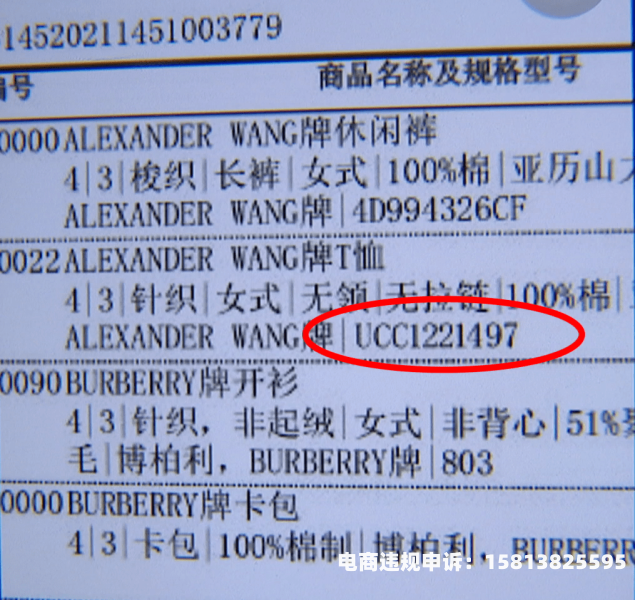 14520211451003779
编号 商品名称及规格型号
0000 ALEXANDER WANG牌休闲裤
4|3|梭织|长裤|女式|100%棉|亚历山
ALEXANDER WANG牌|4D994326CF
0022 ALEXANDER WANG牌T恤
4|3|针织|女式|无领|无拉链|100%棉|
ALEXANDER WANG牌|UCC1221497
0090 BURBERRY牌开衫
4|3|针织，非起绒|女式|非背心|51%
毛|博柏利，BURBERRY牌|803
0000 BURBERRY牌卡包
4|3|卡包|100%棉制|博柏利，BURBERR
电商违规申诉：15813825595